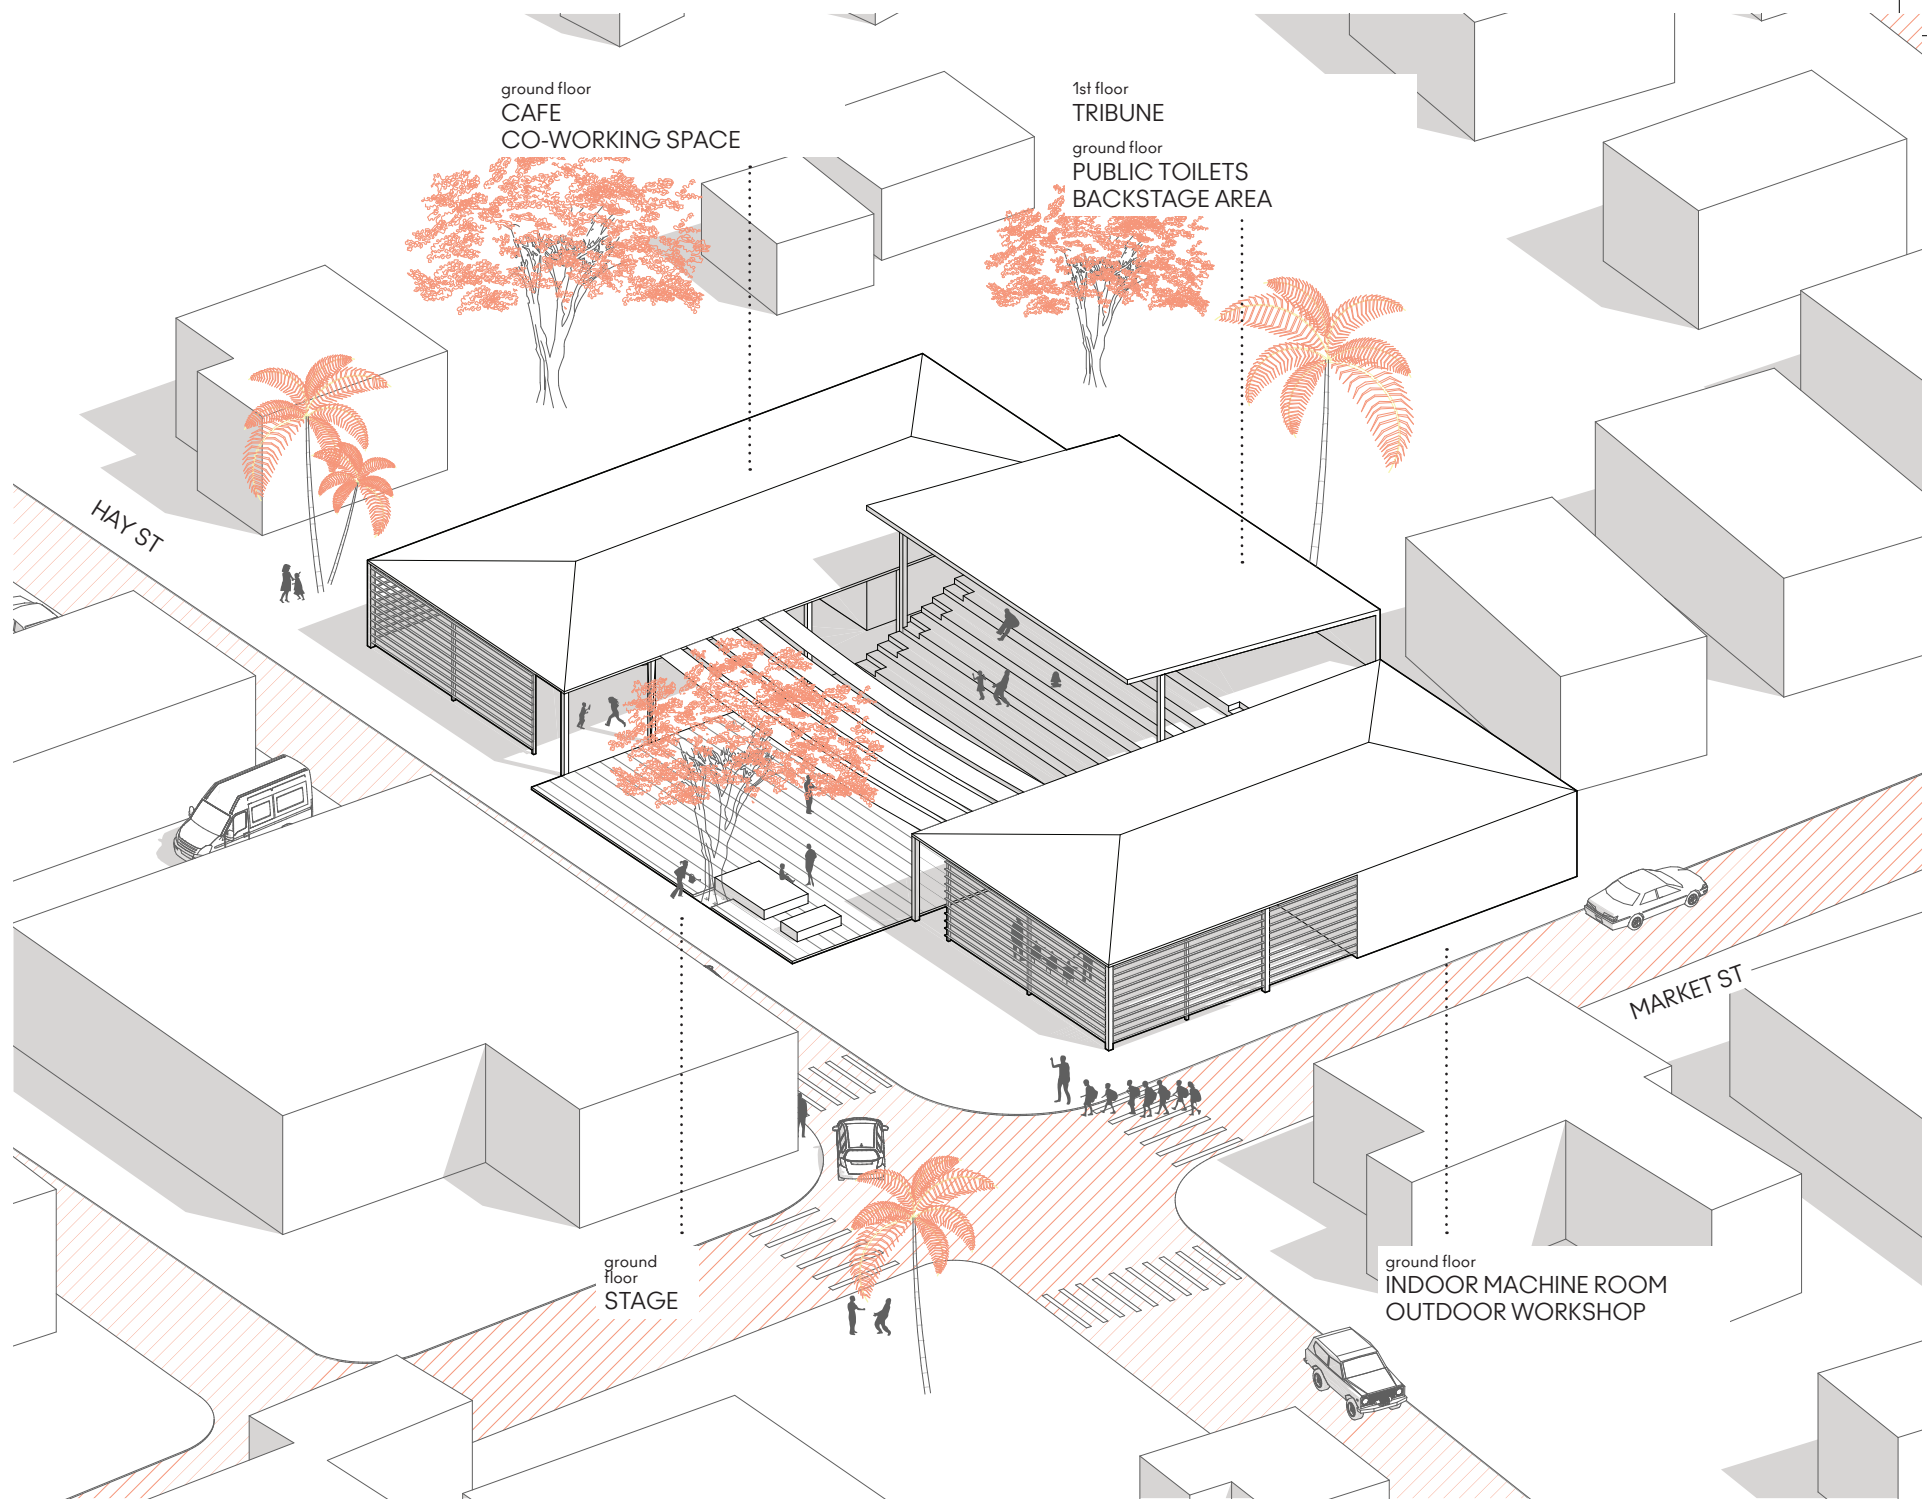 ground floor
CAFE
CO-WORKING SPACE
1st floor
TRIBUNE
ground floor
PUBLIC TOILETS
BACKSTAGE AREA
HAY ST
MARKET ST
ground
floor
STAGE
ground floor
INDOOR MACHINE ROOM
OUTDOOR WORKSHOP